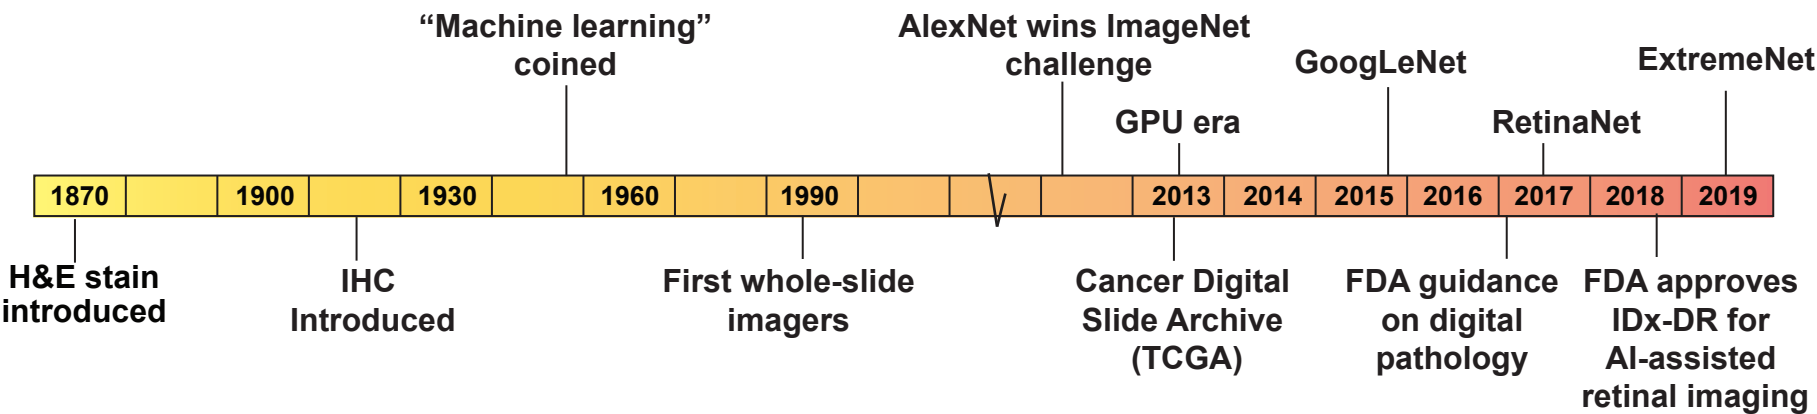 “Machine learning”
coined
AlexNet wins ImageNet
challenge
GPU era
GoogLeNet
RetinaNet
ExtremeNet
1870 1900 1930 1960 1990 2013 2014 2015 2016 2017 2018 2019
H&E stain
introduced
IHC
Introduced
First whole-slide
imagers
Cancer Digital
Slide Archive
(TCGA)
FDA guidance
on digital
pathology
FDA approves
IDx-DR for
AI-assisted
retinal imaging